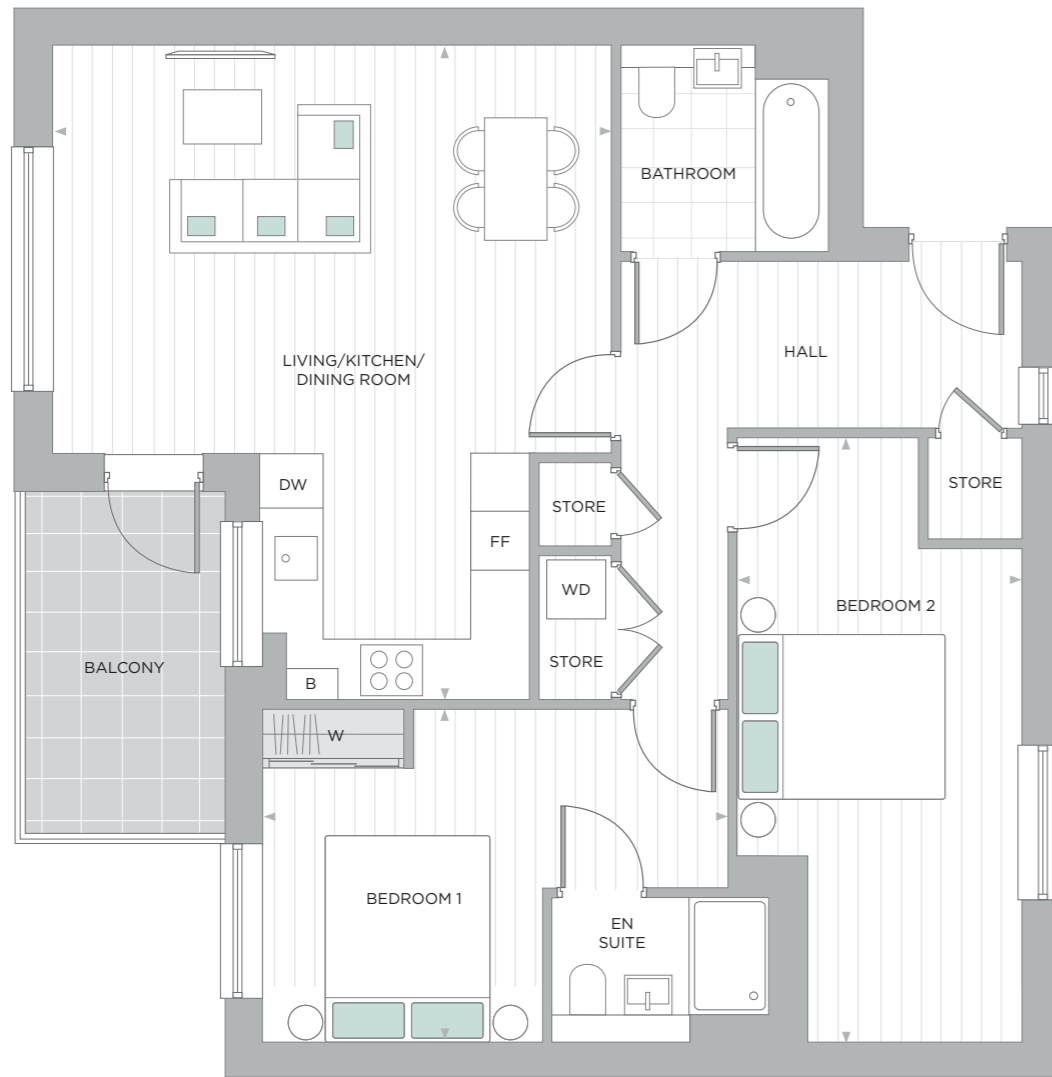 BATHROOM
LIVING/KITCHEN/
DINING ROOM
HALL
DW
STORE
STORE
FF
WD
BEDROOM 2
BALCONY
STORE
B
W
BEDROOM 1
EN
SUITE